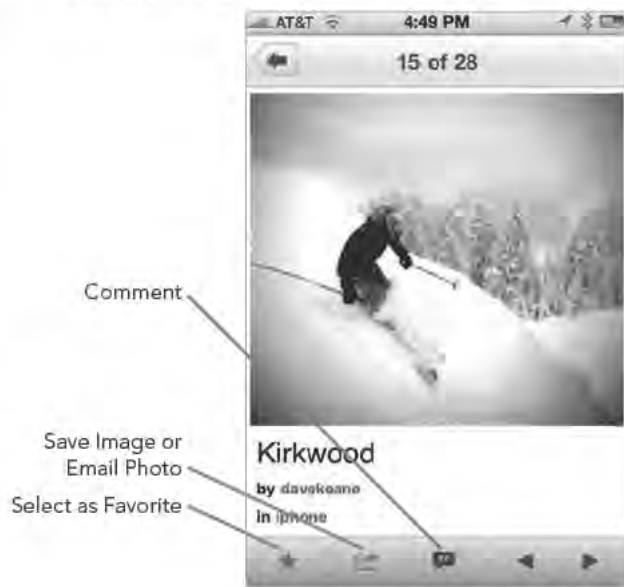 AT&T 4:49 PM
15 of 28
Comment
Save Image or
Email Photo
Select as Favorite
Kirkwood
by davekeane
in iphone